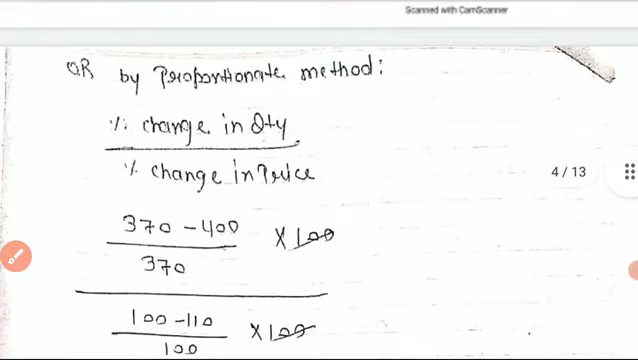 Scanned with CamScanner
OR by Proportionate method:
% change in Qty
% change in Price
4 / 13
370 - 400 × 100
370
100 - 110 × 100
100